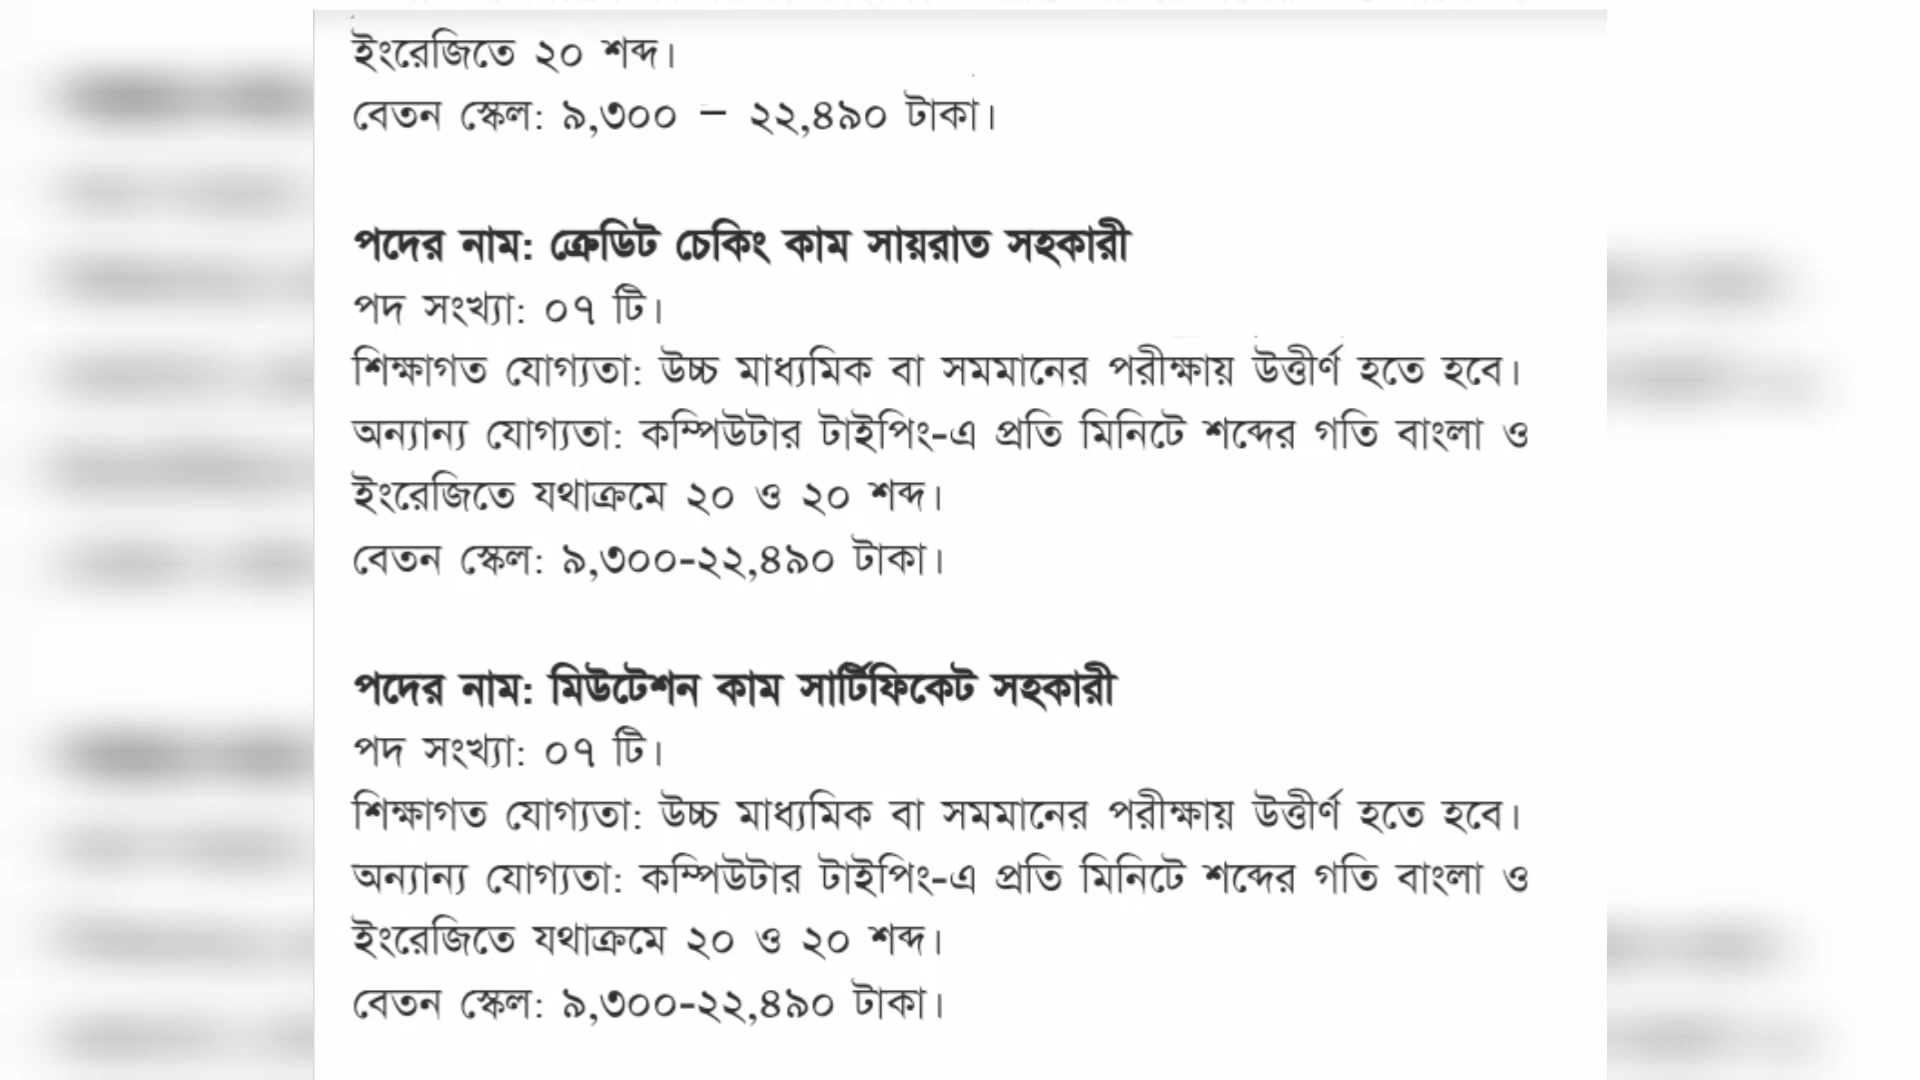 ইংরেজিতে ২০ শব্দ।
বেতন স্কেল: ৯,৩০০ – ২২,৪৯০ টাকা।
পদের নাম: ক্রেডিট চেকিং কাম সায়রাত সহকারী
পদ সংখ্যা: ০৭ টি।
শিক্ষাগত যোগ্যতা: উচ্চ মাধ্যমিক বা সমমানের পরীক্ষায় উত্তীর্ণ হতে হবে।
অন্যান্য যোগ্যতা: কম্পিউটার টাইপিং-এ প্রতি মিনিটে শব্দের গতি বাংলা ও
ইংরেজিতে যথাক্রমে ২০ ও ২০ শব্দ।
বেতন স্কেল: ৯,৩০০-২২,৪৯০ টাকা।
পদের নাম: মিউটেশন কাম সার্টিফিকেট সহকারী
পদ সংখ্যা: ০৭ টি।
শিক্ষাগত যোগ্যতা: উচ্চ মাধ্যমিক বা সমমানের পরীক্ষায় উত্তীর্ণ হতে হবে।
অন্যান্য যোগ্যতা: কম্পিউটার টাইপিং-এ প্রতি মিনিটে শব্দের গতি বাংলা ও
ইংরেজিতে যথাক্রমে ২০ ও ২০ শব্দ।
বেতন স্কেল: ৯,৩০০-২২,৪৯০ টাকা।